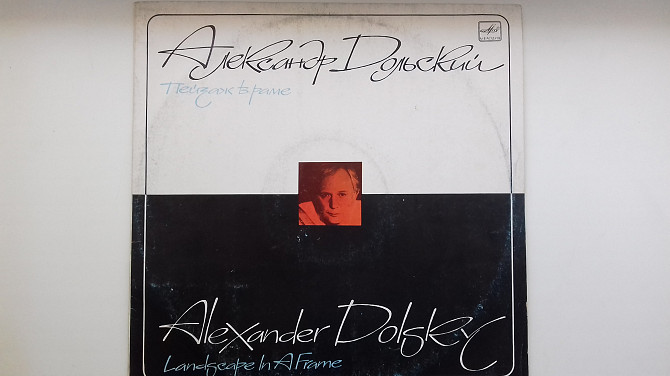 Александр Дольский
Пейзаж в раме
Alexander Dolsky
Landscape In A Frame